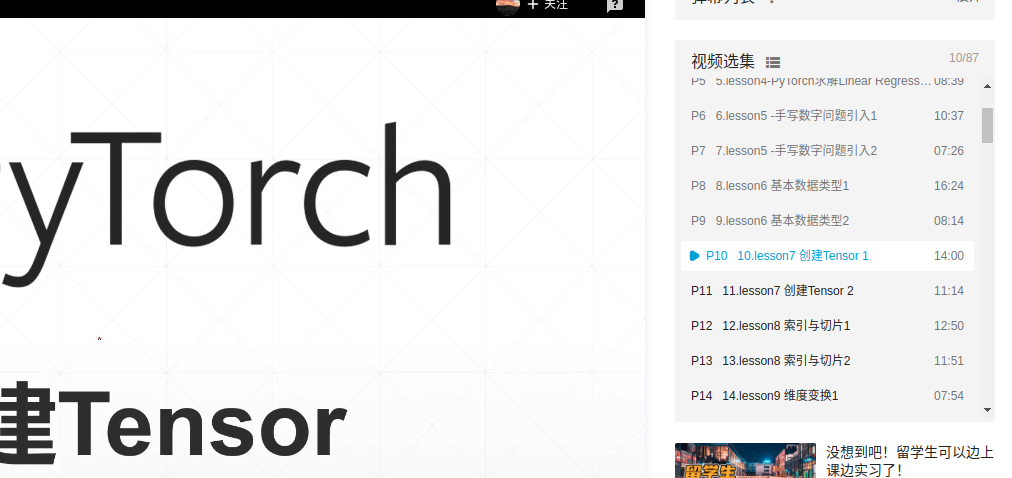 关注
弹幕列表
展开
视频选集 10/87
P5 5.lesson4-PyTorch求解Linear Regress... 08:39
P6 6.lesson5 -手写数字问题引入1 10:37
P7 7.lesson5 -手写数字问题引入2 07:26
P8 8.lesson6 基本数据类型1 16:24
P9 9.lesson6 基本数据类型2 08:14
P10 10.lesson7 创建Tensor 1 14:00
P11 11.lesson7 创建Tensor 2 11:14
P12 12.lesson8 索引与切片1 12:50
P13 13.lesson8 索引与切片2 11:51
P14 14.lesson9 维度变换1 07:54
yTorch
建Tensor
留学生
没想到吧！留学生可以边上
课边实习了！